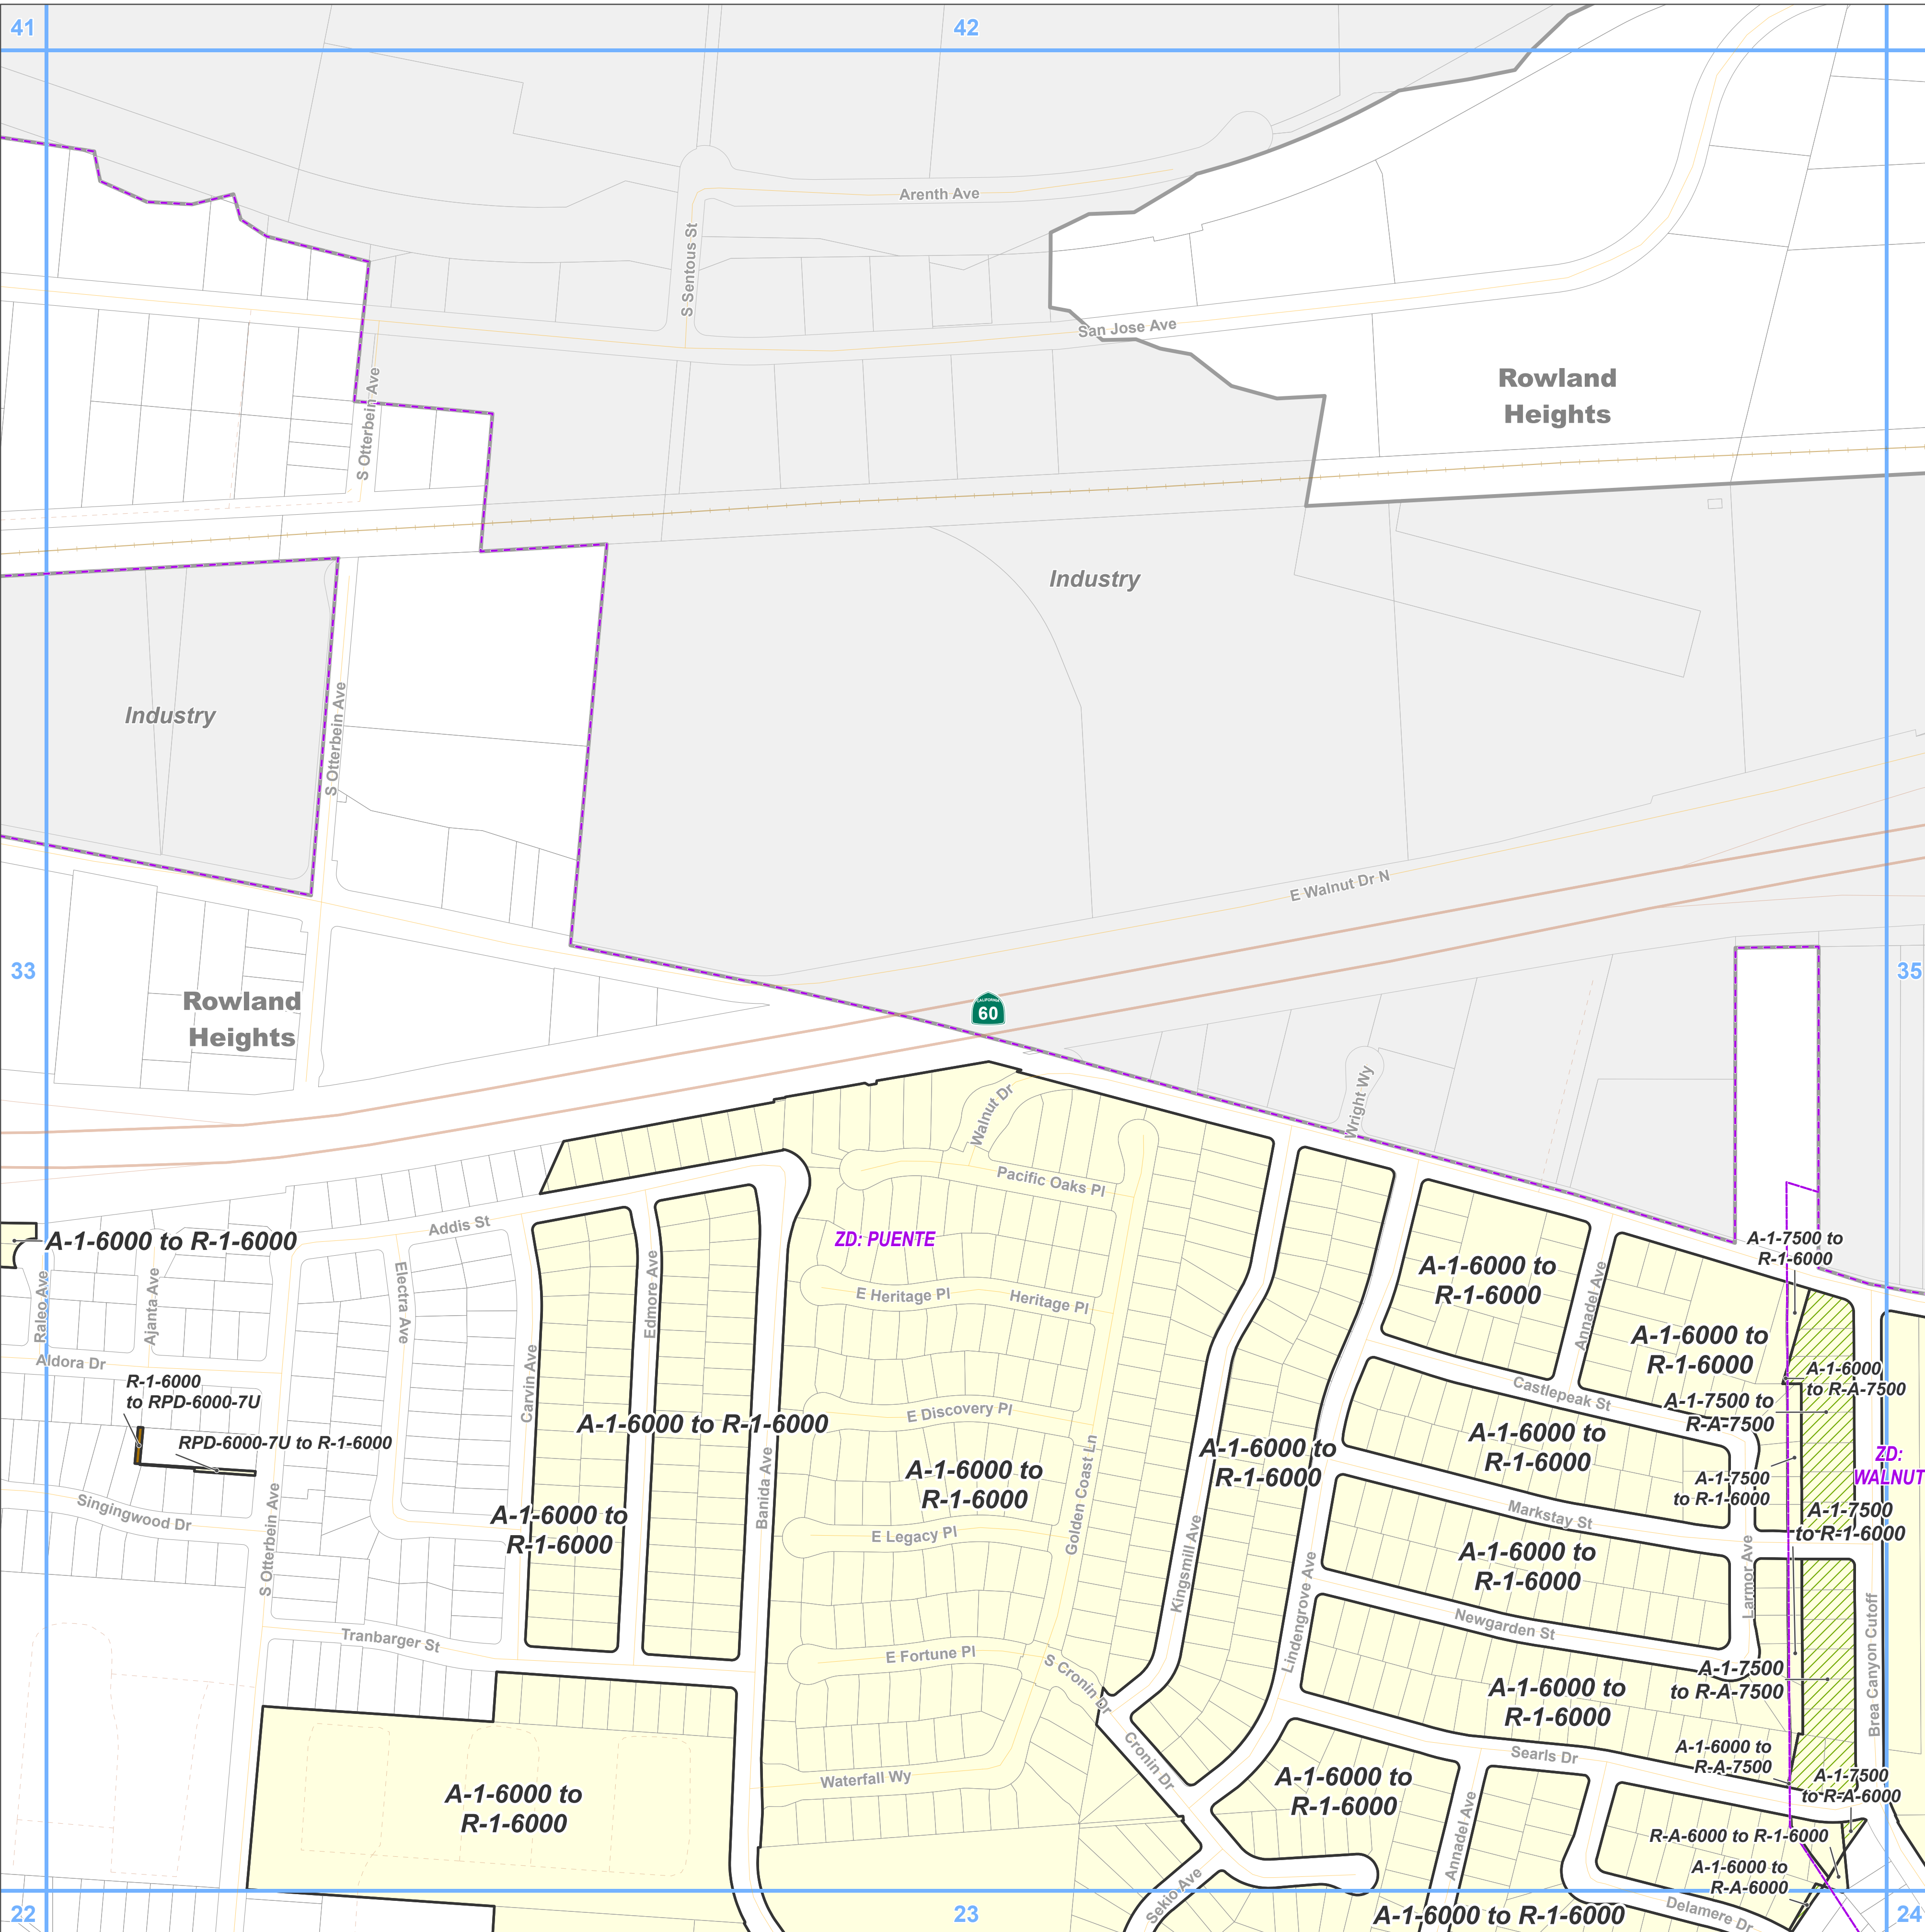 41
42
Arenth Ave
S Sentous St
San Jose Ave
Rowland
Heights
S Otterbein Ave
Industry
Industry
S Otterbein Ave
E Walnut Dr N
33
35
Rowland
Heights
CALIFORNIA
60
Wright Wy
Walnut Dr
Pacific Oaks Pl
Addis St
ZD: PUENTE
A-1-6000 to R-1-6000
A-1-7500 to
R-1-6000
Raleo Ave
Ajanta Ave
Electra Ave
Edmore Ave
E Heritage Pl
Heritage Pl
A-1-6000 to
R-1-6000
Annadel Ave
A-1-6000 to
R-1-6000
Aldora Dr
R-1-6000
to RPD-6000-7U
Carvin Ave
A-1-6000
to R-A-7500
Castlepeak St
A-1-7500 to
R-A-7500
E Discovery Pl
A-1-6000 to R-1-6000
RPD-6000-7U to R-1-6000
A-1-6000 to
R-1-6000
A-1-6000 to
R-1-6000
ZD:
WALNUT
A-1-6000 to
R-1-6000
Golden Coast Ln
Banida Ave
A-1-7500
to R-1-6000
Singingwood Dr
A-1-6000 to
R-1-6000
Markstay St
A-1-7500
to R-1-6000
E Legacy Pl
S Otterbein Ave
Kingsmill Ave
Lindengrove Ave
A-1-6000 to
R-1-6000
Larmor Ave
Newgarden St
Brea Canyon Cutoff
Tranbarger St
E Fortune Pl
S Cronin Dr
A-1-6000 to
R-1-6000
A-1-7500
to R-A-7500
Searls Dr
A-1-6000 to
R-A-7500
Cronin Dr
Waterfall Wy
A-1-6000 to
R-1-6000
A-1-6000 to
R-1-6000
A-1-7500
to R-A-6000
Annadel Ave
R-A-6000 to R-1-6000
A-1-6000 to
R-A-6000
Sekio Ave
Delamere Dr
22
23
A-1-6000 to R-1-6000
24